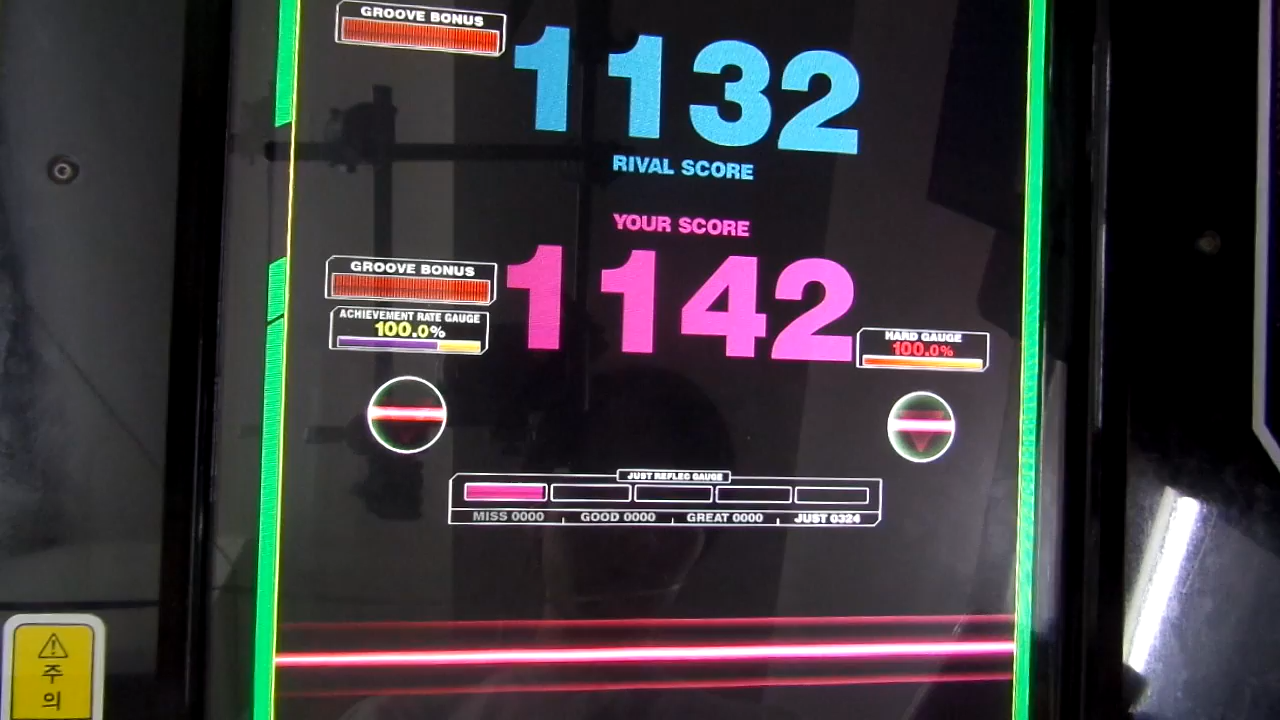 GROOVE BONUS
1132
RIVAL SCORE
YOUR SCORE
1142
GROOVE BONUS
ACHIEVEMENT RATE GAUGE
100.0%
HARD GAUGE
100.0%
JUST REFLEC GAUGE
MISS 0000 GOOD 0000 GREAT 0000 JUST 0324
주
의